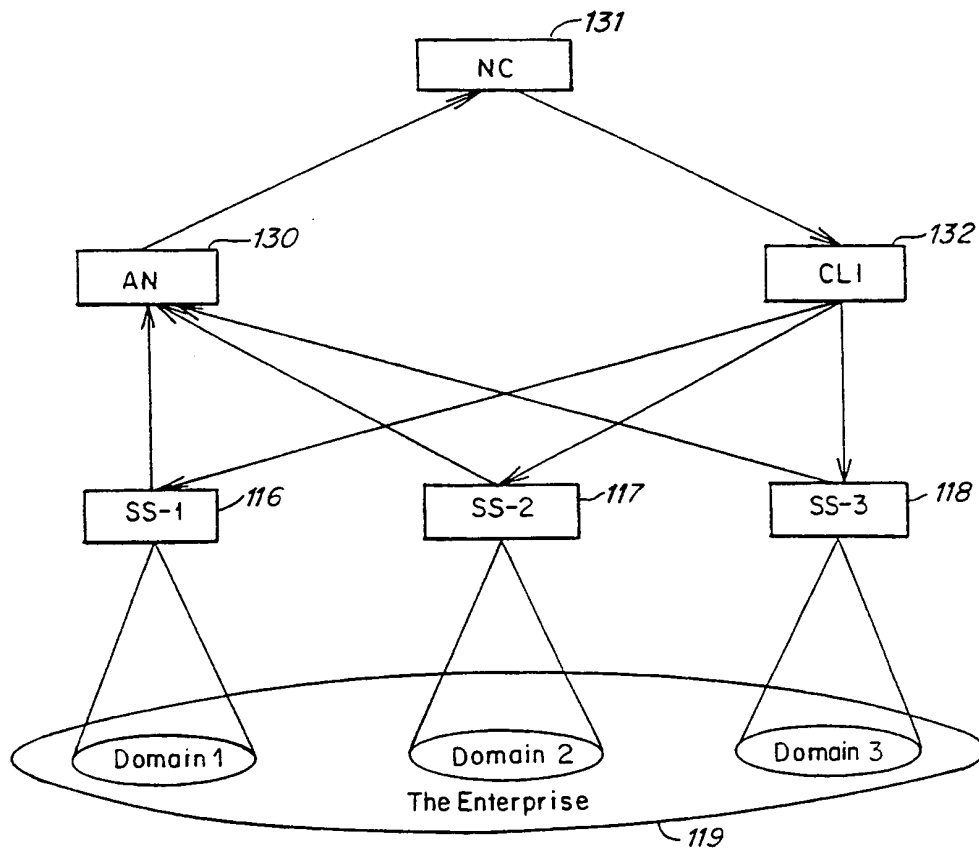 131
NC
130
AN
132
CLI
116
SS-1
117
SS-2
118
SS-3
Domain 1
Domain 2
Domain 3
The Enterprise
119